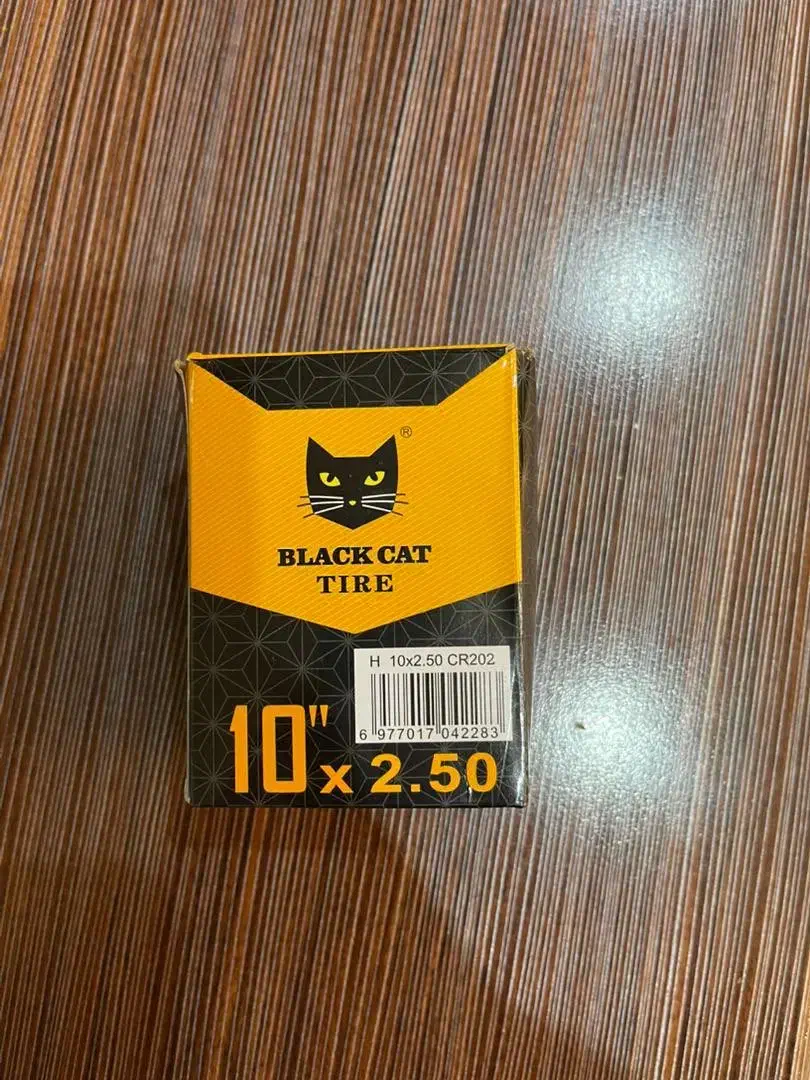 ®
BLACK CAT
TIRE
H 10x2.50 CR202
6 977017 042283
10" x 2.50